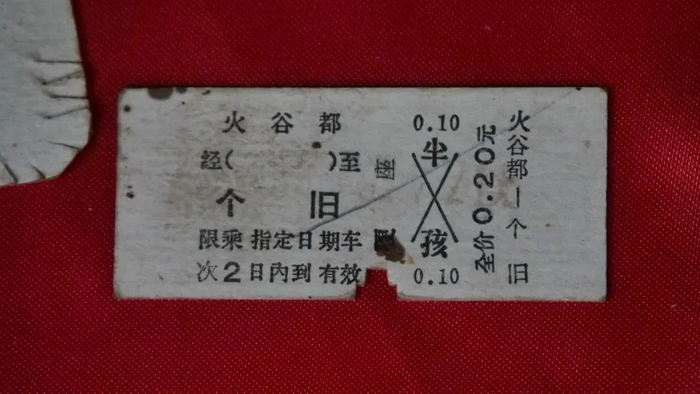 火谷都
经( )至
个旧
限乘指定日期车
次2日内到有效
座
0.10
半
孩
0.10
全价0.20元
火谷都—个旧